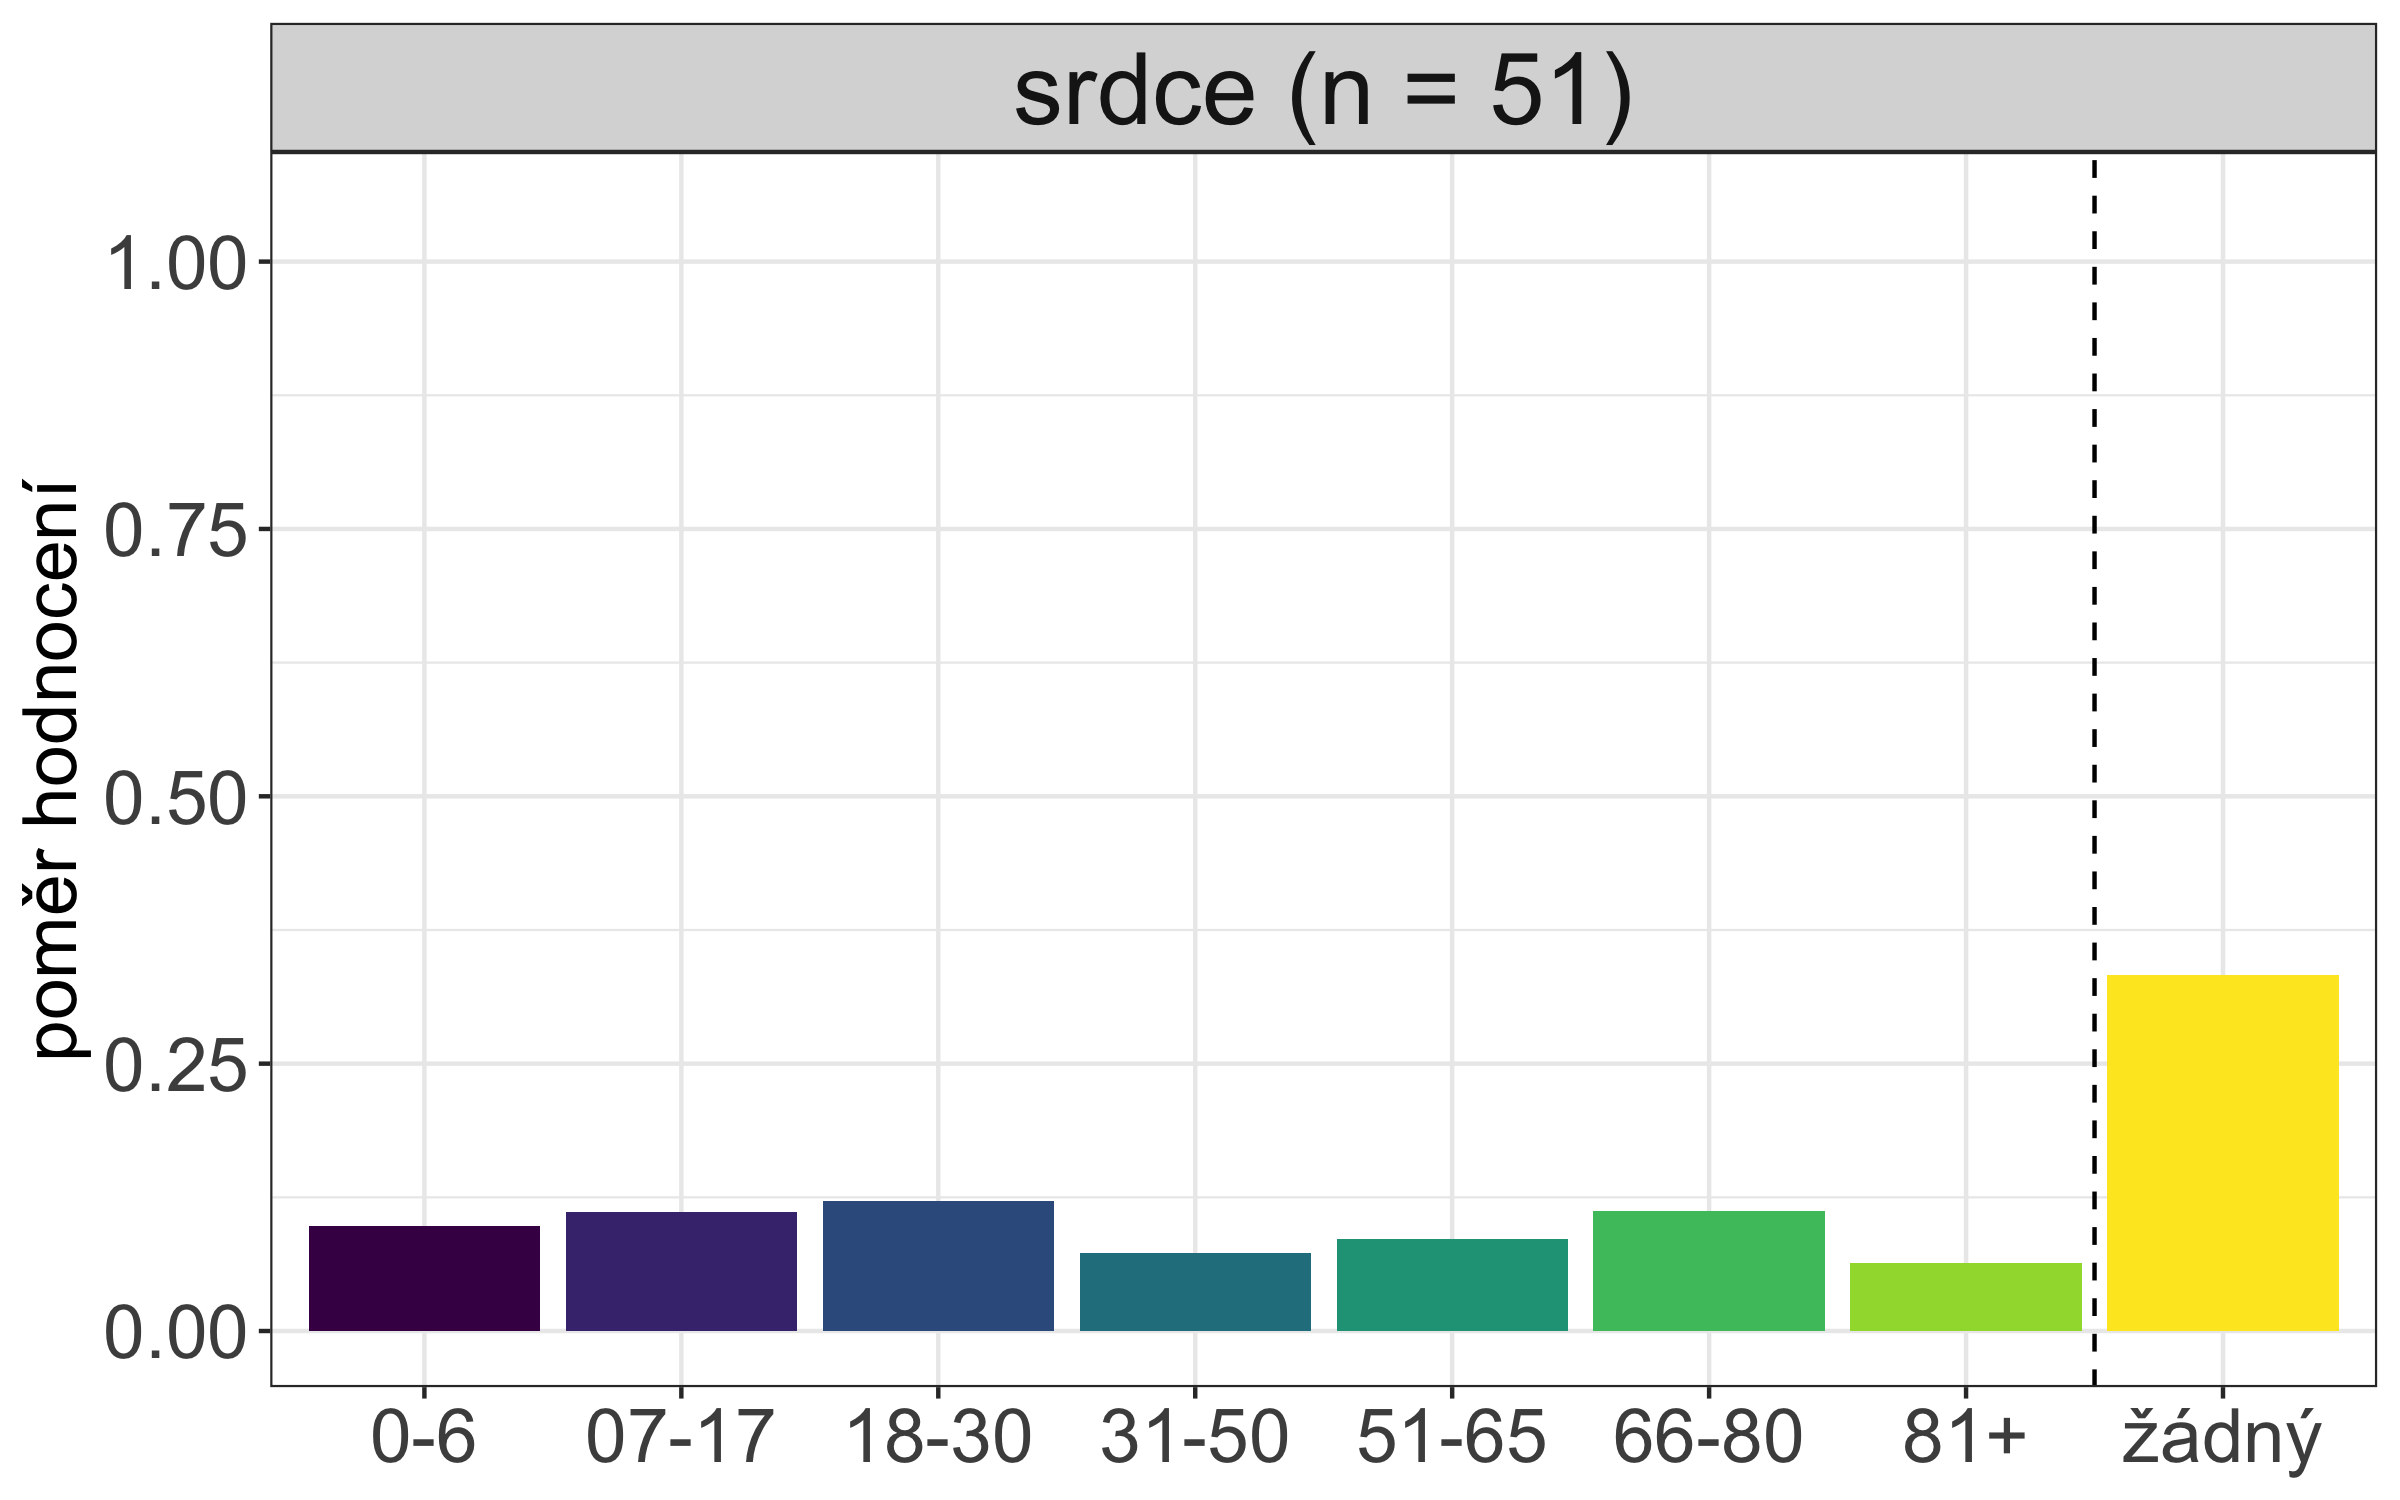 srdce (n = 51)
poměr hodnocení
1.00
0.75
0.50
0.25
0.00
0-6 07-17 18-30 31-50 51-65 66-80 81+ žádný